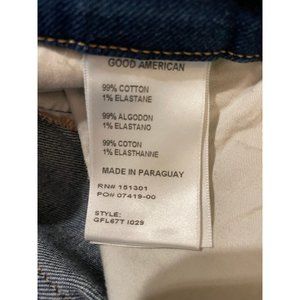 GOOD AMERICAN
99% COTTON
1% ELASTANE
99% ALGODON
1% ELASTANO
99% COTON
1% ELASTHANNE
MADE IN PARAGUAY
RN# 151301
PO# 07419-00
STYLE:
GFL67T I029